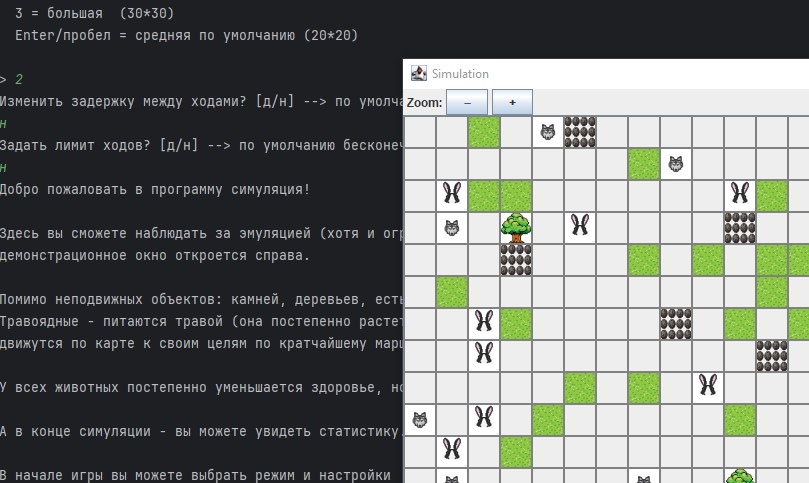 3 = большая (30*30)
Enter/пробел = средняя по умолчанию (20*20)
> 2
Изменить задержку между ходами? [д/н] --> по умолча
н
Задать лимит ходов? [д/н] --> по умолчанию бесконеч
н
Добро пожаловать в программу симуляция!
Здесь вы сможете наблюдать за эмуляцией (хотя и огр
демонстрационное окно откроется справа.
Помимо неподвижных объектов: камней, деревьев, есть
Травоядные - питаются травой (она постепенно растет
движутся по карте к своим целям по кратчайшему марш
У всех животных постепенно уменьшается здоровье, но
А в конце симуляции - вы можете увидеть статистику.
В начале игры вы можете выбрать режим и настройки
Simulation
Zoom: – +